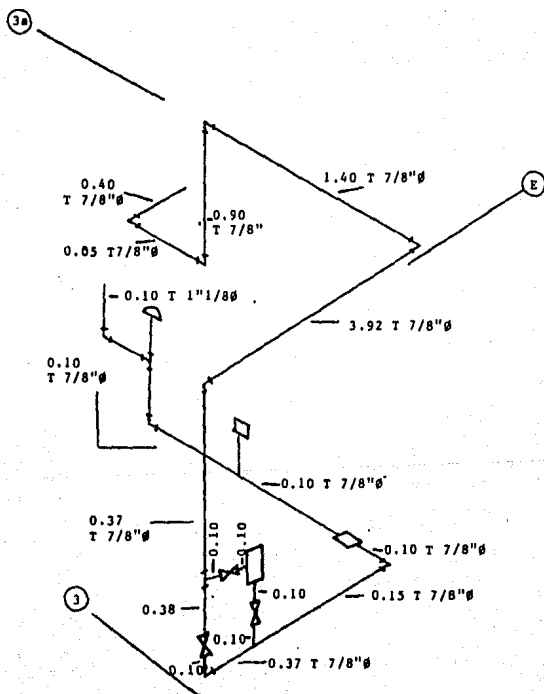 3a
1.40 T 7/8"Ø
E
0.40
T 7/8"Ø
0.90
T 7/8"
0.05 T7/8"Ø
0.10 T 1"1/8Ø
3.92 T 7/8"Ø
0.10
T 7/8"Ø
0.10 T 7/8"Ø
0.37
T 7/8"Ø
0.10
0.10
0.10 T 7/8"Ø
0.10
0.15 T 7/8"Ø
3
0.38
0.10
0.10
0.37 T 7/8"Ø